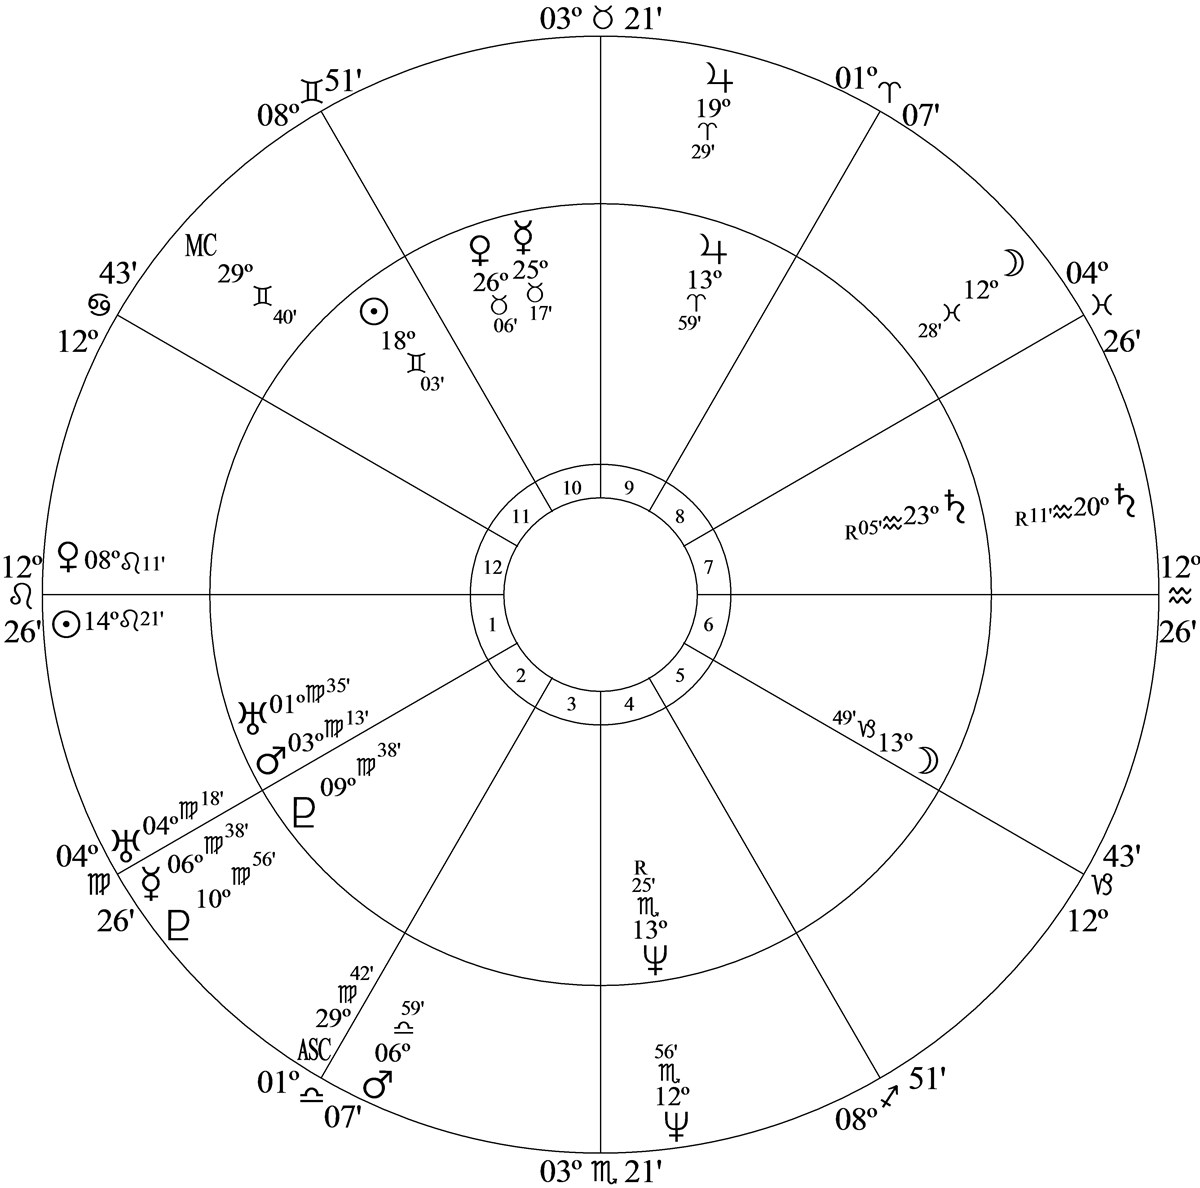 03º ♉ 21'
01º ♈ 07'
04º ♓ 26'
12º ♒ 26'
43' ♑ 12º
08º ♐ 51'
03º ♏ 21'
01º ♎ 07'
04º ♍ 26'
12º ♌ 26'
43' ♋ 12º
08º ♊ 51'
♃ 19º ♈ 29'
☽ 12º ♓ 28'
♄ 20º ♒ 11' R
♆ 12º ♏ 56'
♂ 06º ♎ 59'
ASC 29º ♍ 42'
♇ 10º ♍ 56'
☿ 06º ♍ 38'
♅ 04º ♍ 18'
☉ 14º ♌ 21'
♀ 08º ♌ 11'
MC 29º ♊ 40'
☉ 18º ♊ 03'
♀ 26º ♉ 06'
☿ 25º ♉ 17'
♃ 13º ♈ 59'
♄ 23º ♒ 05' R
☽ 13º ♑ 49'
♆ 13º ♏ 25' R
♇ 09º ♍ 38'
♂ 03º ♍ 13'
♅ 01º ♍ 35'
1
2
3
4
5
6
7
8
9
10
11
12